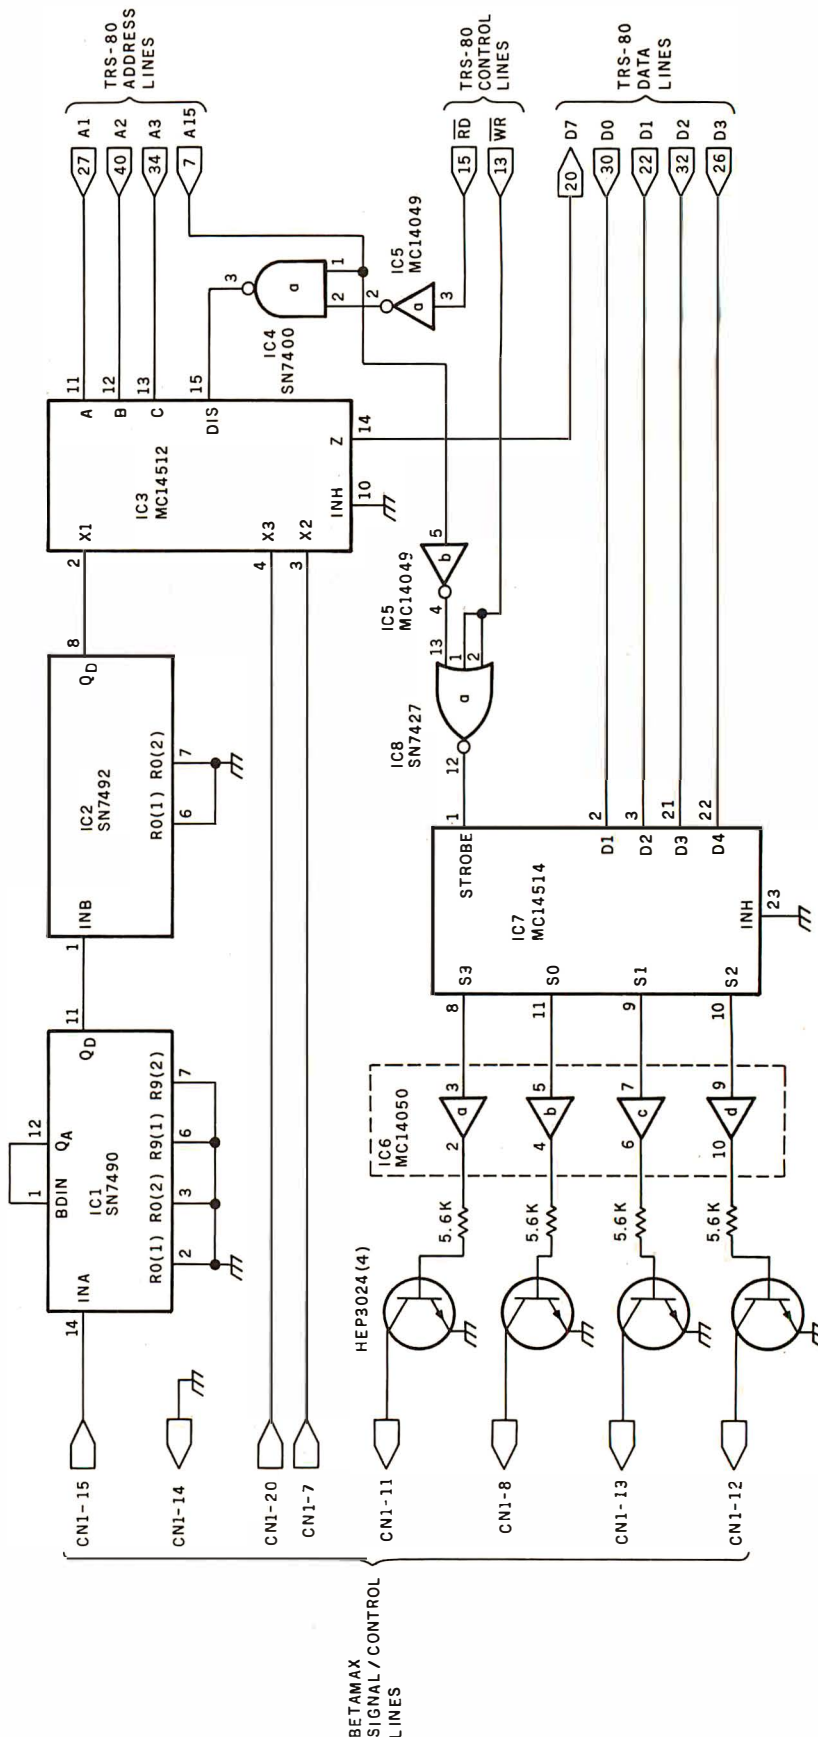 BETAMAX
SIGNAL/CONTROL
LINES
CN1-15
CN1-14
CN1-20
CN1-7
CN1-11
CN1-8
CN1-13
CN1-12
14
INA
1
12
BDIN
QA
IC1
SN7490
R0(1) R0(2) R9(1) R9(2)
2
3
6
7
QD
11
1
INB
IC2
SN7492
R0(1) R0(2)
6
7
QD
8
2
X1
4
X3
3
X2
IC3
MC14512
INH
10
Z
14
A
11
B
12
C
13
DIS
15
3
a
1
2
IC4
SN7400
2
a
3
IC5
MC14049
27
A1
40
A2
34
A3
7
A15
TRS-80
ADDRESS
LINES
15
RD
13
WR
TRS-80
CONTROL
LINES
20
D7
30
D0
22
D1
32
D2
26
D3
TRS-80
DATA
LINES
IC5
MC14049
4
b
5
IC8
SN7427
12
a
13
1
2
HEP3024(4)
5.6K
5.6K
5.6K
5.6K
IC6
MC14050
2
a
3
4
b
5
6
c
7
10
d
9
8
S3
11
S0
9
S1
10
S2
IC7
MC14514
STROBE
1
D1
2
D2
3
D3
21
D4
22
INH
23